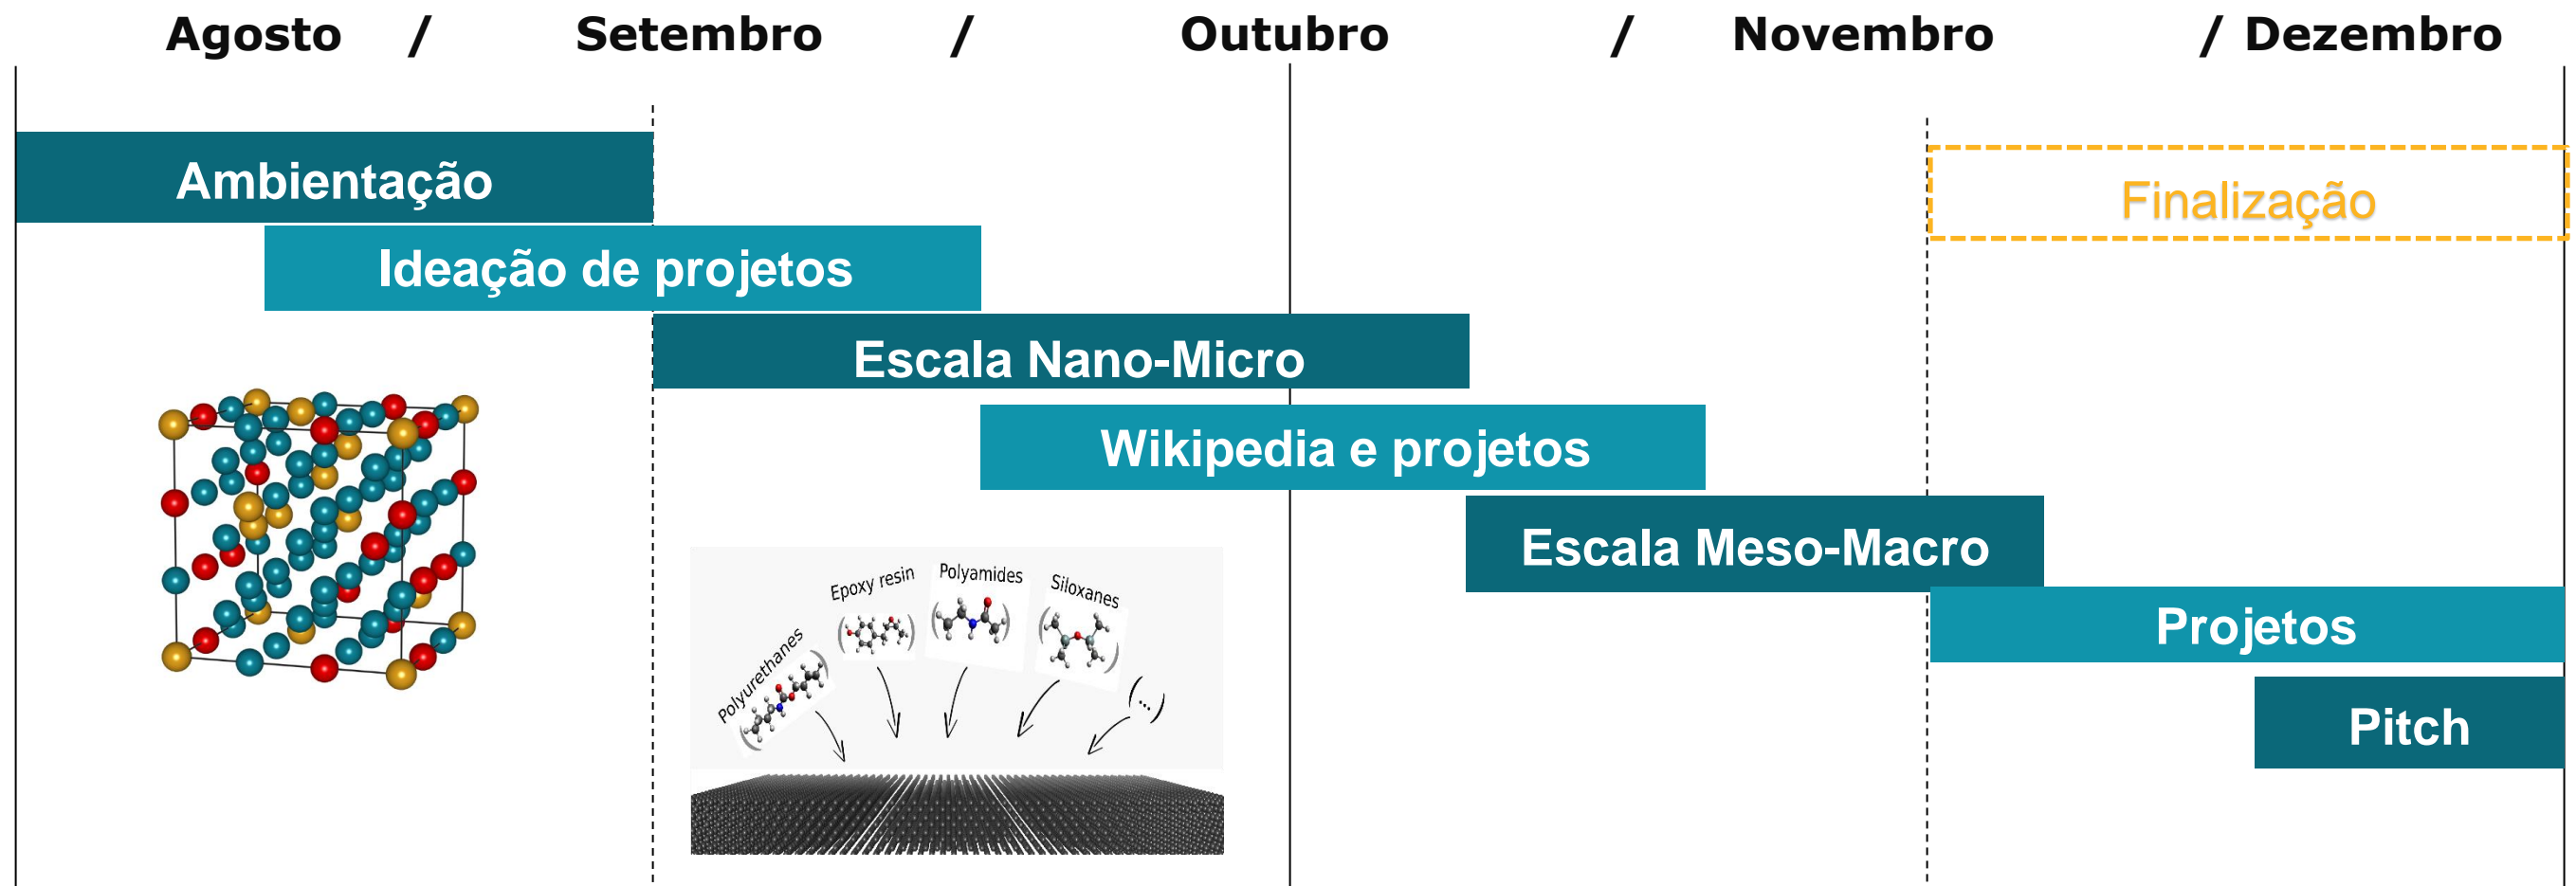 Agosto / Setembro / Outubro / Novembro / Dezembro
Ambientação
Finalização
Ideação de projetos
Escala Nano-Micro
Wikipedia e projetos
Escala Meso-Macro
Projetos
Pitch
Polyurethanes
Epoxy resin
Polyamides
Siloxanes
(...)